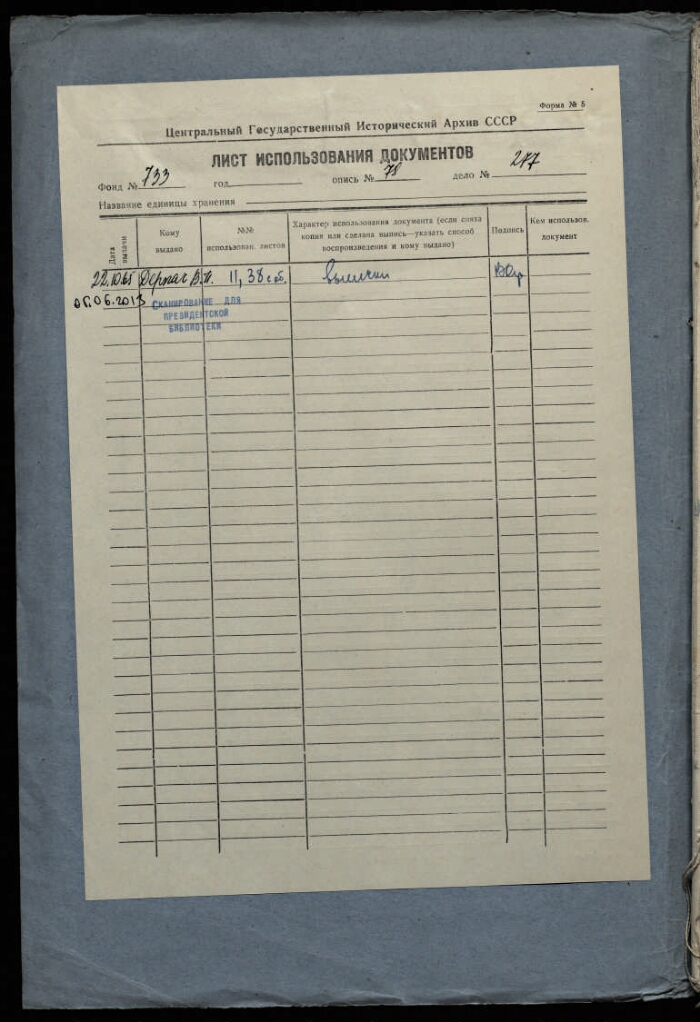 Форма № 5
Центральный Государственный Исторический Архив СССР
ЛИСТ ИСПОЛЬЗОВАНИЯ ДОКУМЕНТОВ
Фонд № 733 год опись № 78 дело № 277
Название единицы хранения
Дата выдачи
Кому выдано
№№ использован. листов
Характер использования документа (если снята копия или сделана выпись—указать способ воспроизведения и кому выдано)
Подпись
Кем использов. документ
22.10.65 В.П. 11, 38 с об.
05.06.2013 СКАНИРОВАНИЕ ДЛЯ
ПРЕЗИДЕНТСКОЙ
БИБЛИОТЕКИ